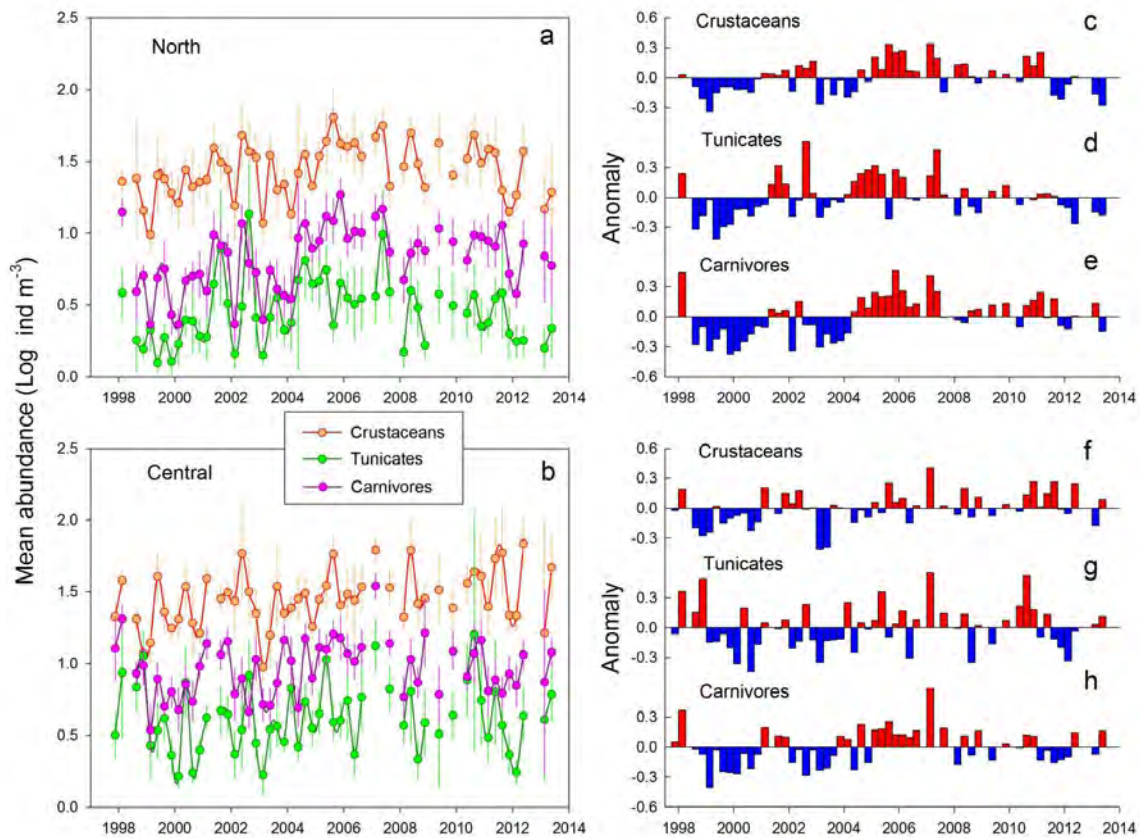 Mean abundance (Log ind m-3)
North
a
2.5
2.0
1.5
1.0
0.5
0.0
1998 2000 2002 2004 2006 2008 2010 2012 2014
Crustaceans
Tunicates
Carnivores
Central
b
2.5
2.0
1.5
1.0
0.5
0.0
1998 2000 2002 2004 2006 2008 2010 2012 2014
Anomaly
Crustaceans
c
0.6
0.3
0.0
-0.3
Tunicates
d
0.3
0.0
-0.3
Carnivores
e
0.3
0.0
-0.3
-0.6
1998 2000 2002 2004 2006 2008 2010 2012 2014
Anomaly
Crustaceans
f
0.6
0.3
0.0
-0.3
Tunicates
g
0.3
0.0
-0.3
Carnivores
h
0.3
0.0
-0.3
-0.6
1998 2000 2002 2004 2006 2008 2010 2012 2014